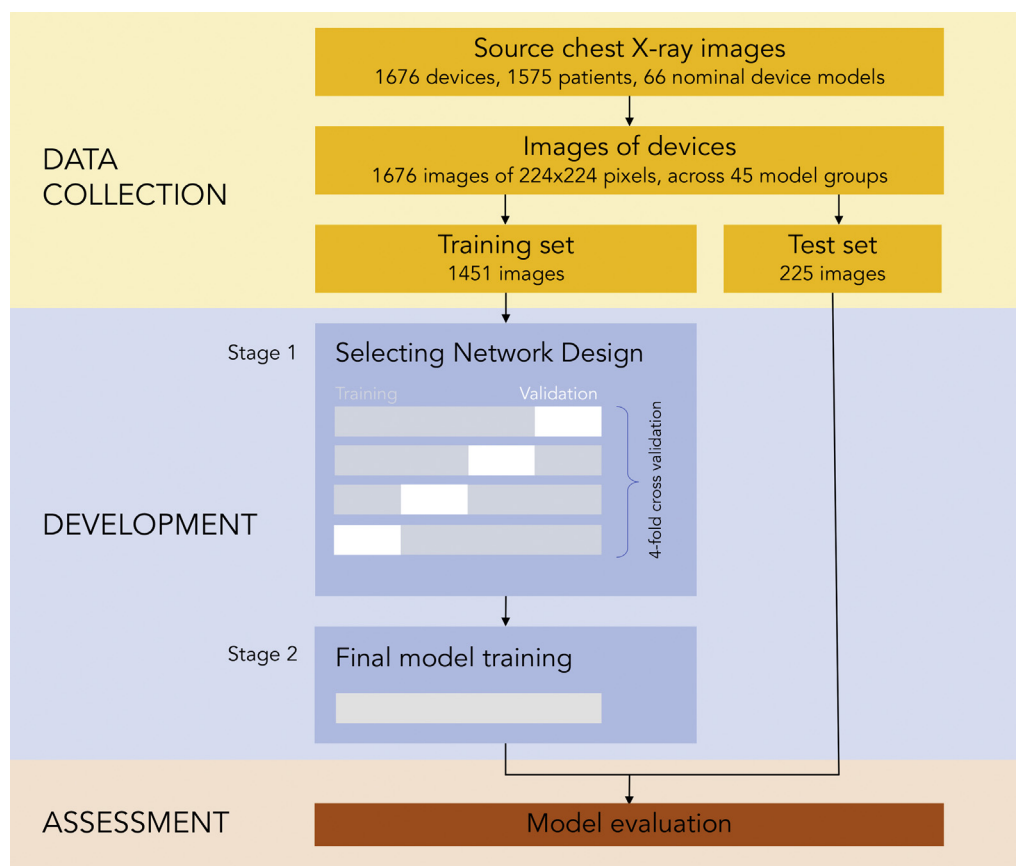 Source chest X-ray images
1676 devices, 1575 patients, 66 nominal device models
DATA
COLLECTION
Images of devices
1676 images of 224x224 pixels, across 45 model groups
Training set
1451 images
Test set
225 images
DEVELOPMENT
Stage 1
Selecting Network Design
Training
Validation
4-fold cross validation
Stage 2
Final model training
ASSESSMENT
Model evaluation